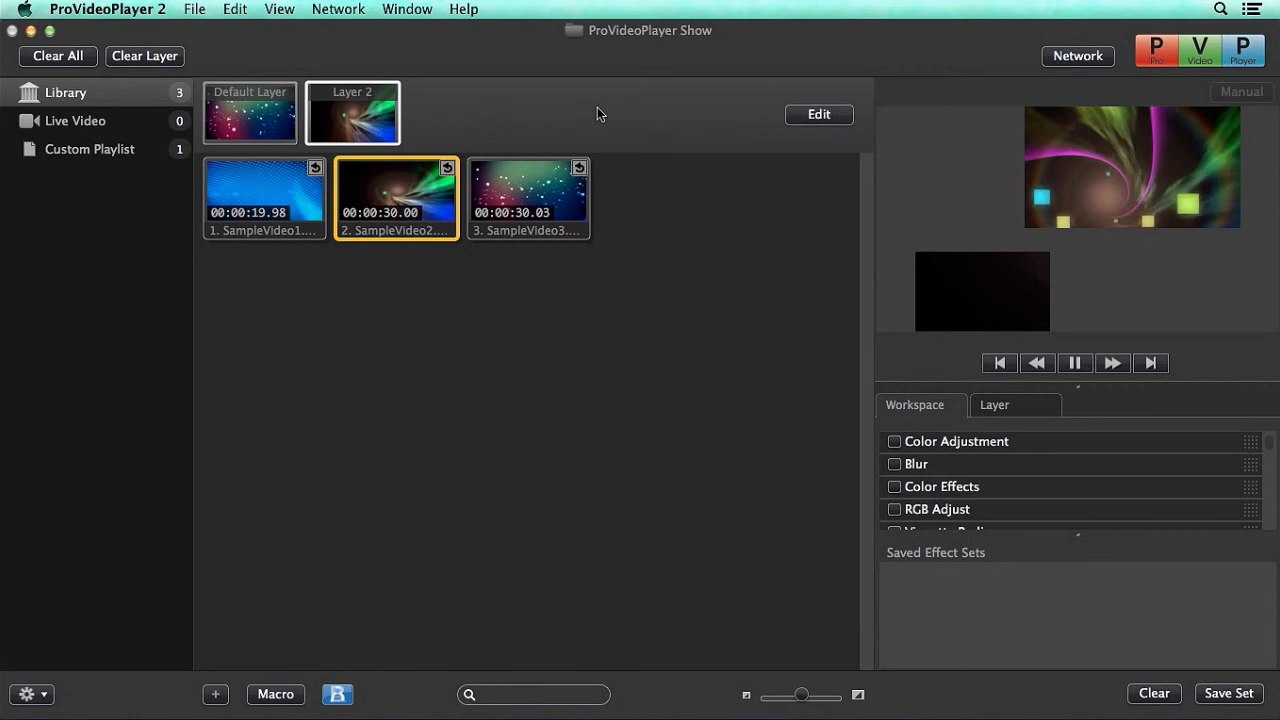 ProVideoPlayer 2 File Edit View Network Window Help
ProVideoPlayer Show
Clear All Clear Layer Network
P V P
Pro Video Player
Library 3
Live Video 0
Custom Playlist 1
Default Layer Layer 2
Edit
Manual
00:00:19.98 00:00:30.00 00:00:30.03
1. SampleVideo1.... 2. SampleVideo2.... 3. SampleVideo3....
Workspace Layer
Color Adjustment
Blur
Color Effects
RGB Adjust
Saved Effect Sets
Macro
Clear Save Set